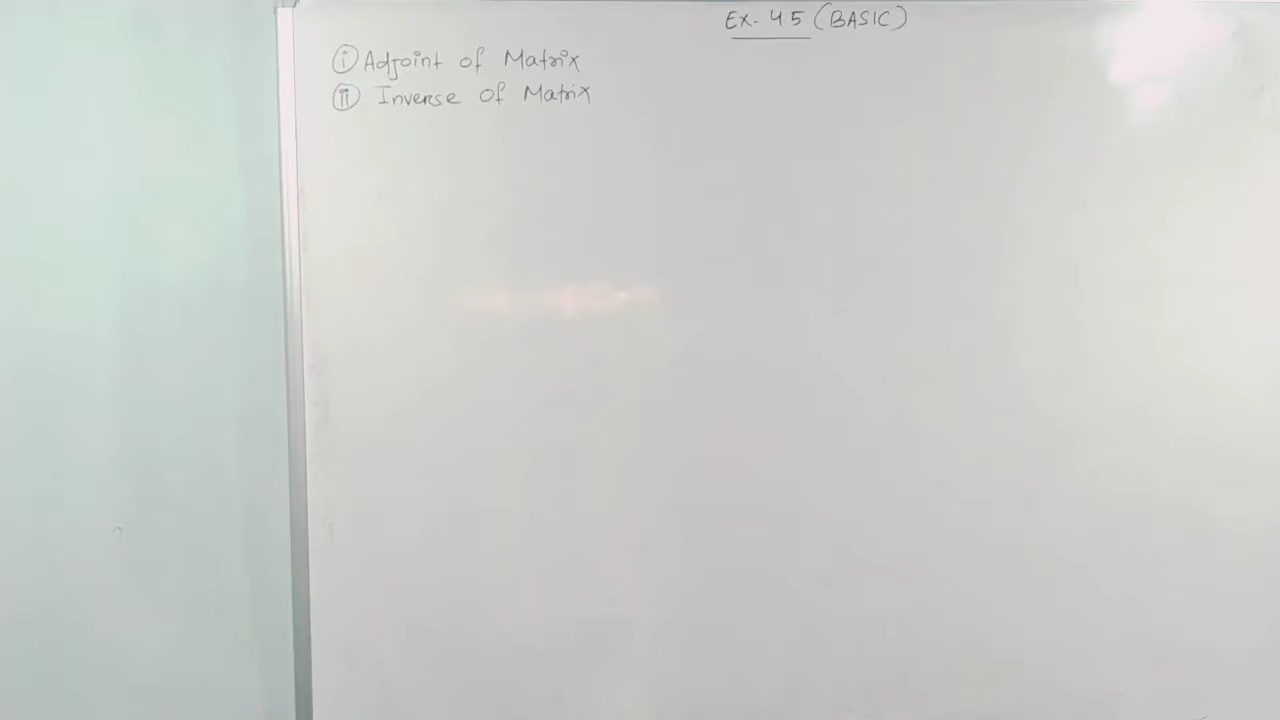 Ex. 4.5 (BASIC)
(i) Adjoint of Matrix
(ii) Inverse of Matrix